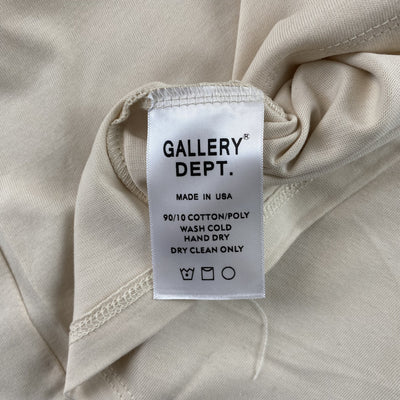 GALLERY®
DEPT.
MADE IN USA
90/10 COTTON/POLY
WASH COLD
HAND DRY
DRY CLEAN ONLY